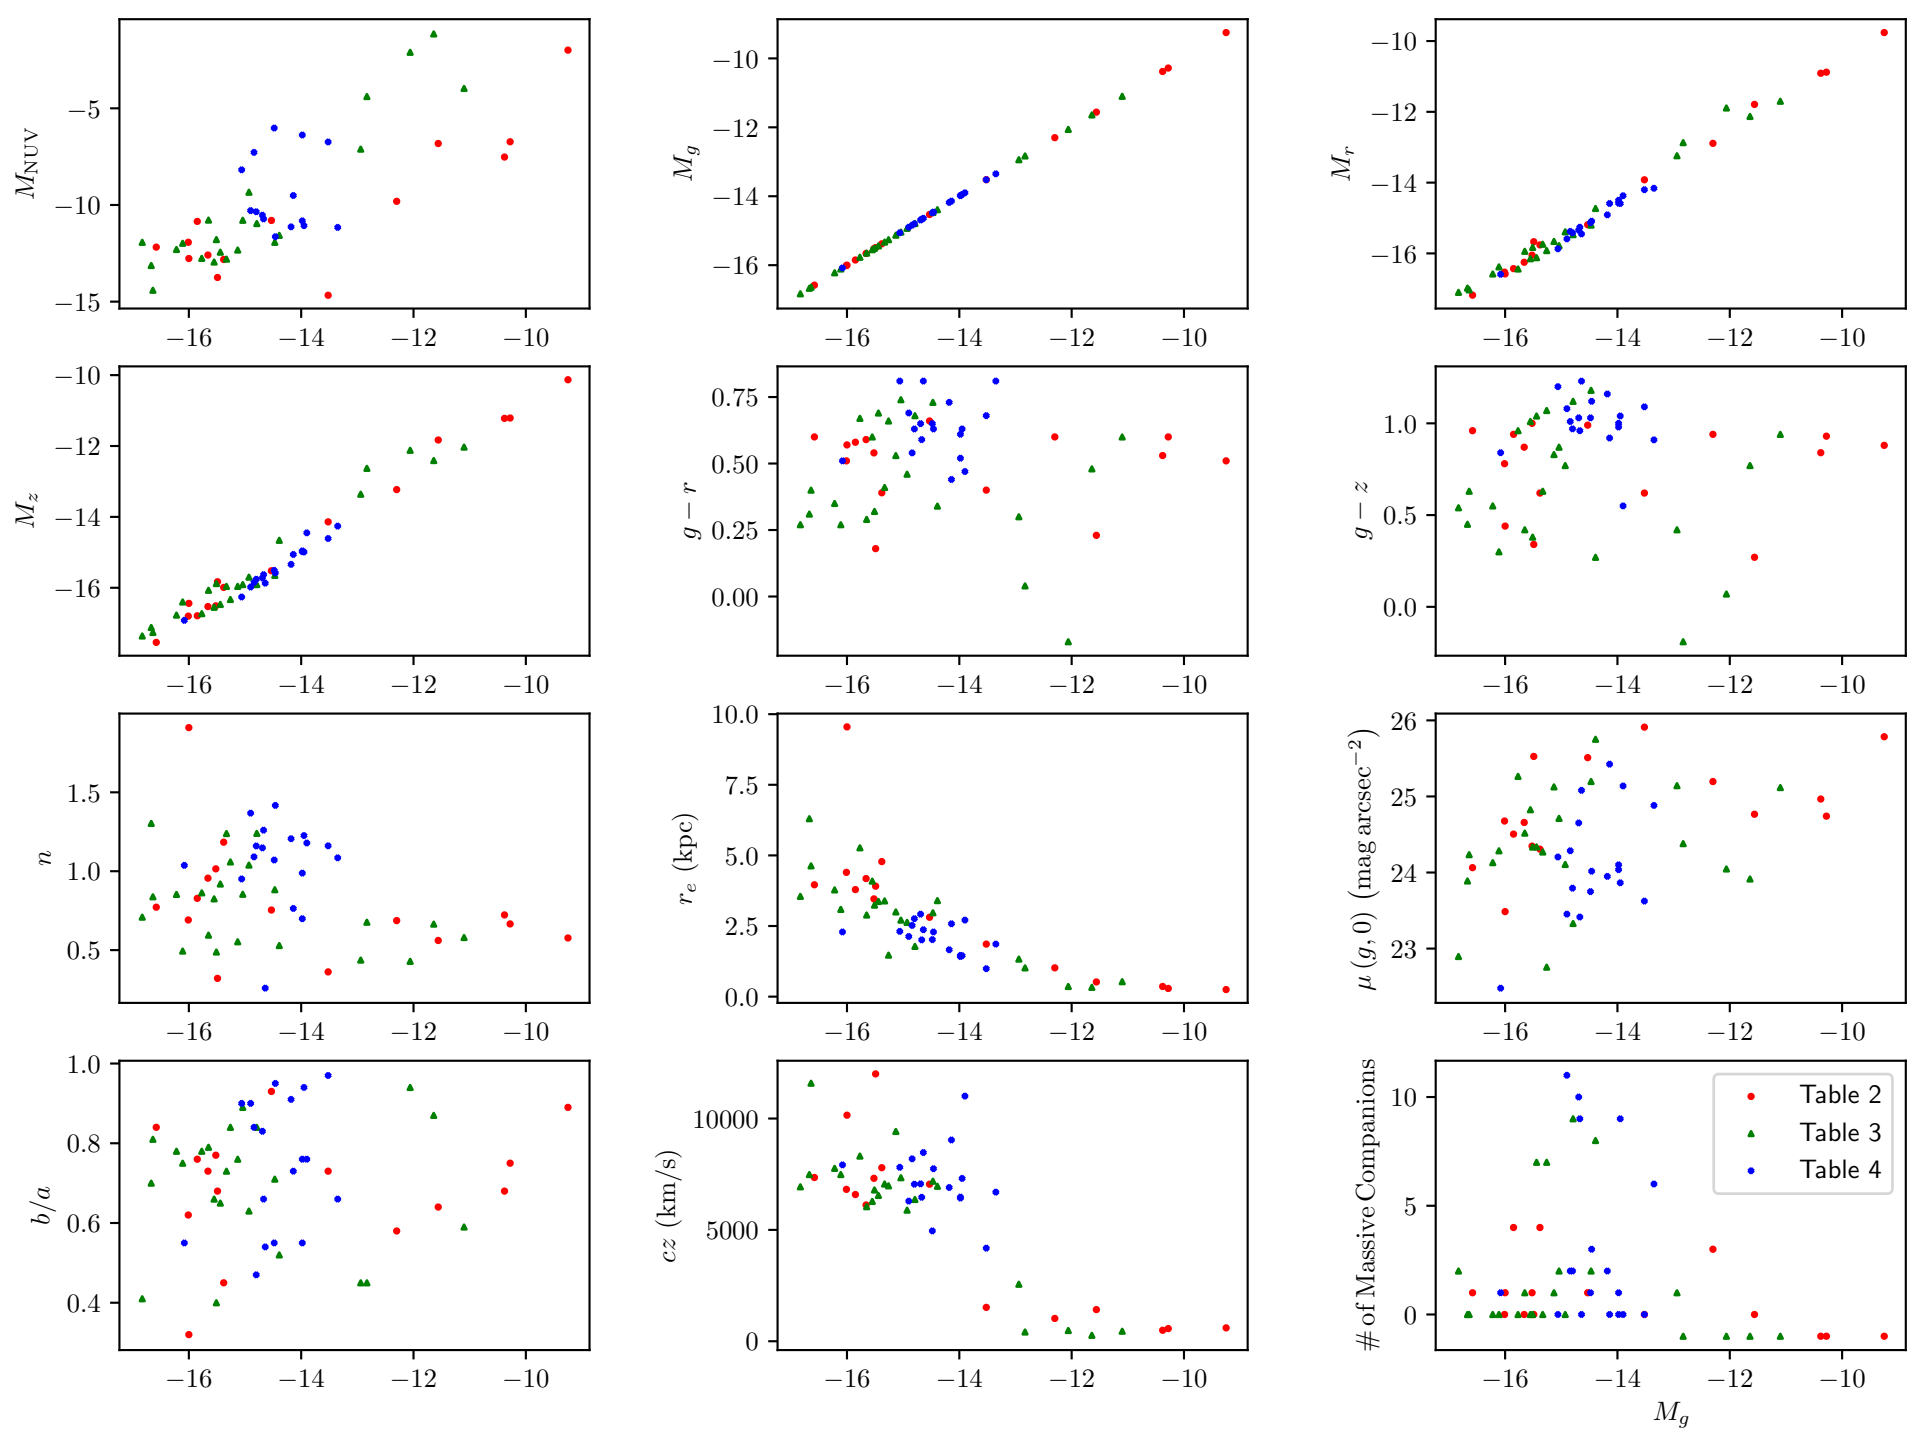 M_NUV
−5
−10
−15
−16 −14 −12 −10
M_g
−10
−12
−14
−16
−16 −14 −12 −10
M_r
−10
−12
−14
−16
−16 −14 −12 −10
M_z
−10
−12
−14
−16
−16 −14 −12 −10
g − r
0.75
0.50
0.25
0.00
−16 −14 −12 −10
g − z
1.0
0.5
0.0
−16 −14 −12 −10
n
1.5
1.0
0.5
−16 −14 −12 −10
r_e (kpc)
10.0
7.5
5.0
2.5
0.0
−16 −14 −12 −10
μ (g, 0) (mag arcsec⁻²)
26
25
24
23
−16 −14 −12 −10
b/a
1.0
0.8
0.6
0.4
−16 −14 −12 −10
cz (km/s)
10000
5000
0
−16 −14 −12 −10
# of Massive Companions
10
5
0
Table 2
Table 3
Table 4
−16 −14 −12 −10
M_g